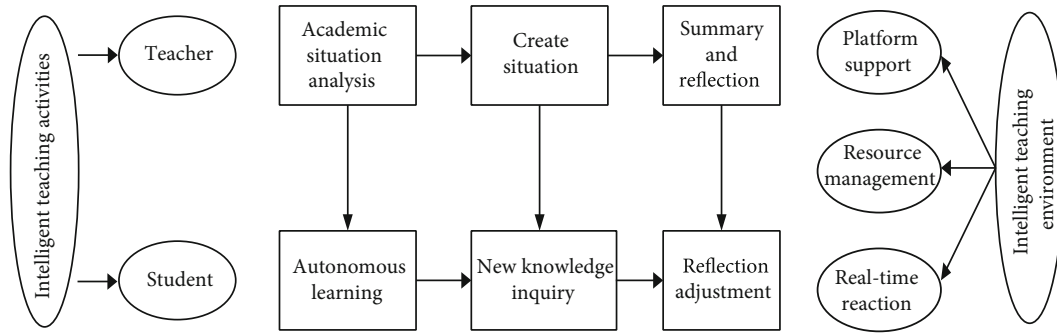 Intelligent teaching activities
Teacher
Student
Academic
situation
analysis
Create
situation
Summary
and
reflection
Autonomous
learning
New knowledge
inquiry
Reflection
adjustment
Platform
support
Resource
management
Real-time
reaction
Intelligent teaching
environment